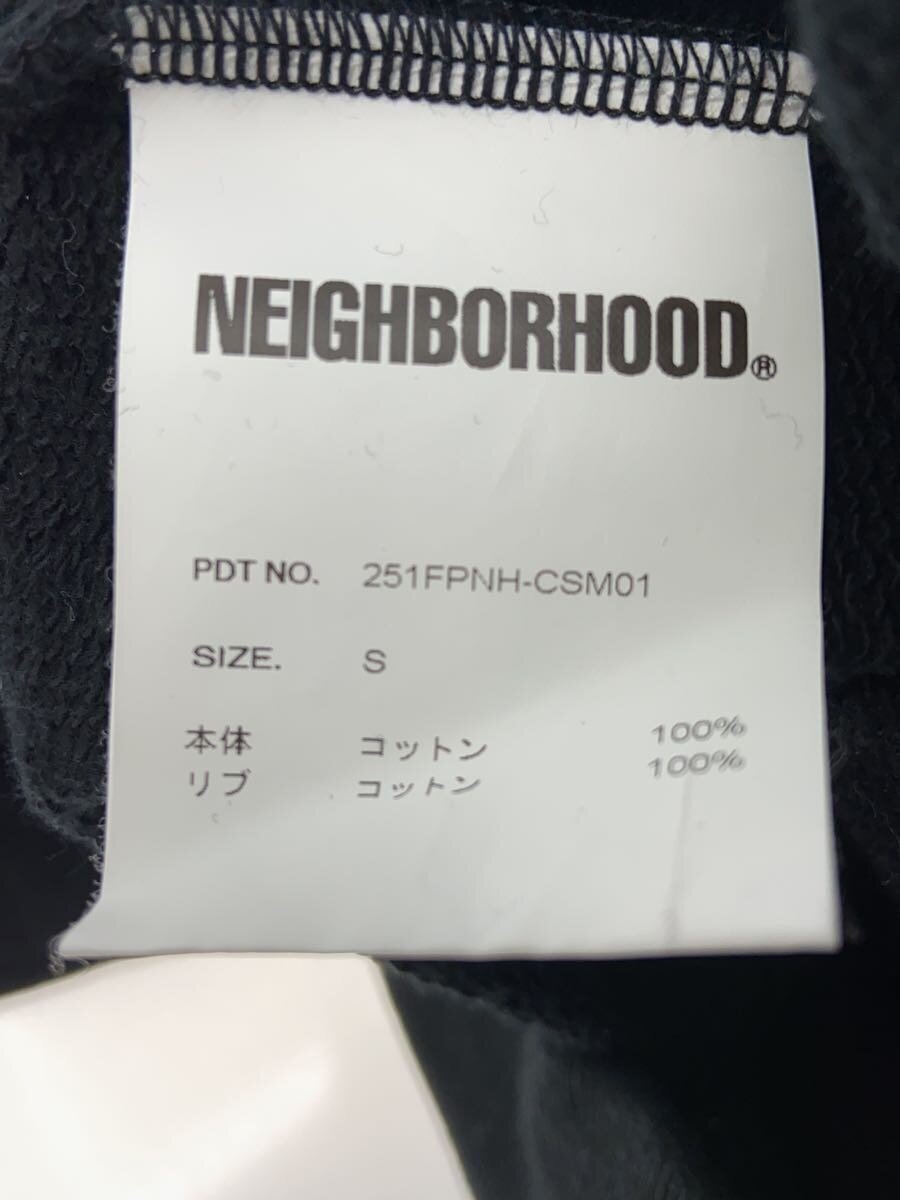 NEIGHBORHOOD®
PDT NO. 251FPNH-CSM01
SIZE. S
本体 コットン 100%
リブ コットン 100%